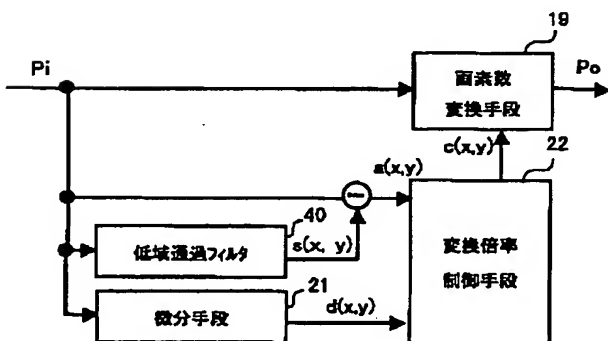 19
Pi
画素数
変換手段
Po
c(x,y)
22
a(x,y)
40
低域通過フィルタ
s(x, y)
変換倍率
制御手段
21
微分手段
d(x,y)